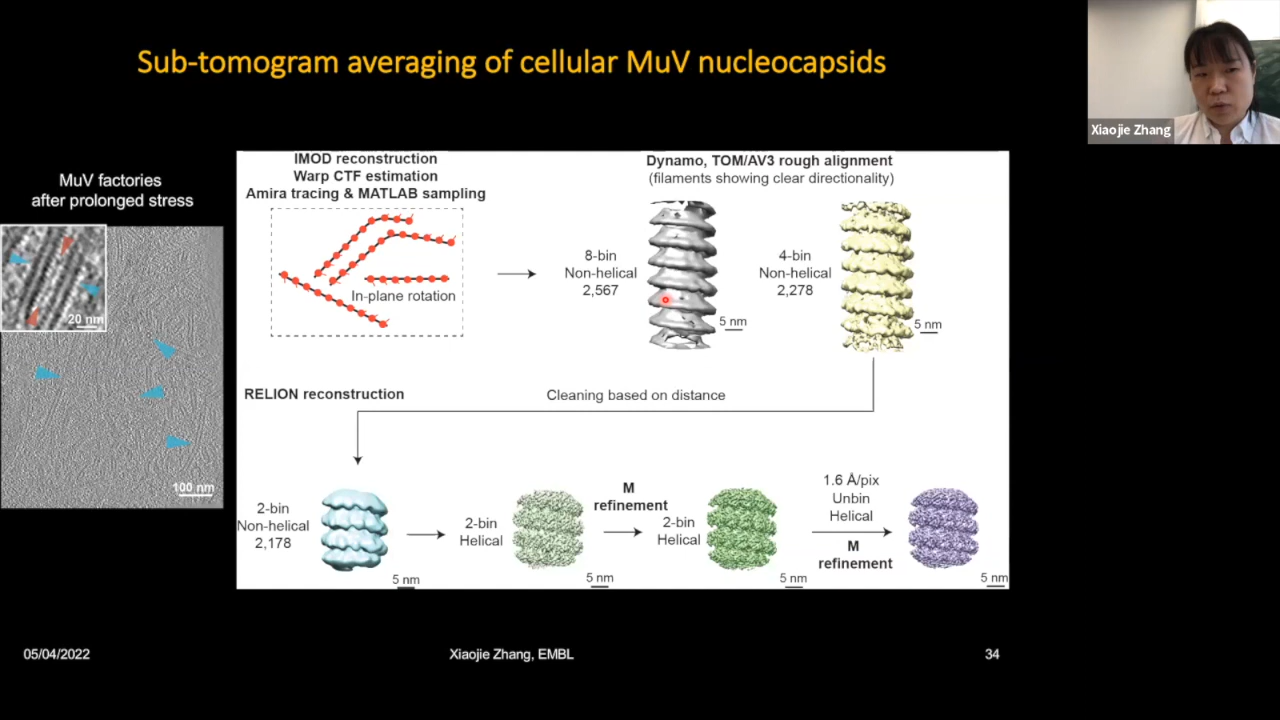 Sub-tomogram averaging of cellular MuV nucleocapsids
Xiaojie Zhang
MuV factories
after prolonged stress
20 nm
100 nm
IMOD reconstruction
Warp CTF estimation
Amira tracing & MATLAB sampling
In-plane rotation
Dynamo, TOM/AV3 rough alignment
(filaments showing clear directionality)
8-bin
Non-helical
2,567
5 nm
4-bin
Non-helical
2,278
5 nm
RELION reconstruction
Cleaning based on distance
2-bin
Non-helical
2,178
5 nm
2-bin
Helical
5 nm
M
refinement
2-bin
Helical
5 nm
1.6 Å/pix
Unbin
Helical
M
refinement
5 nm
05/04/2022
Xiaojie Zhang, EMBL
34